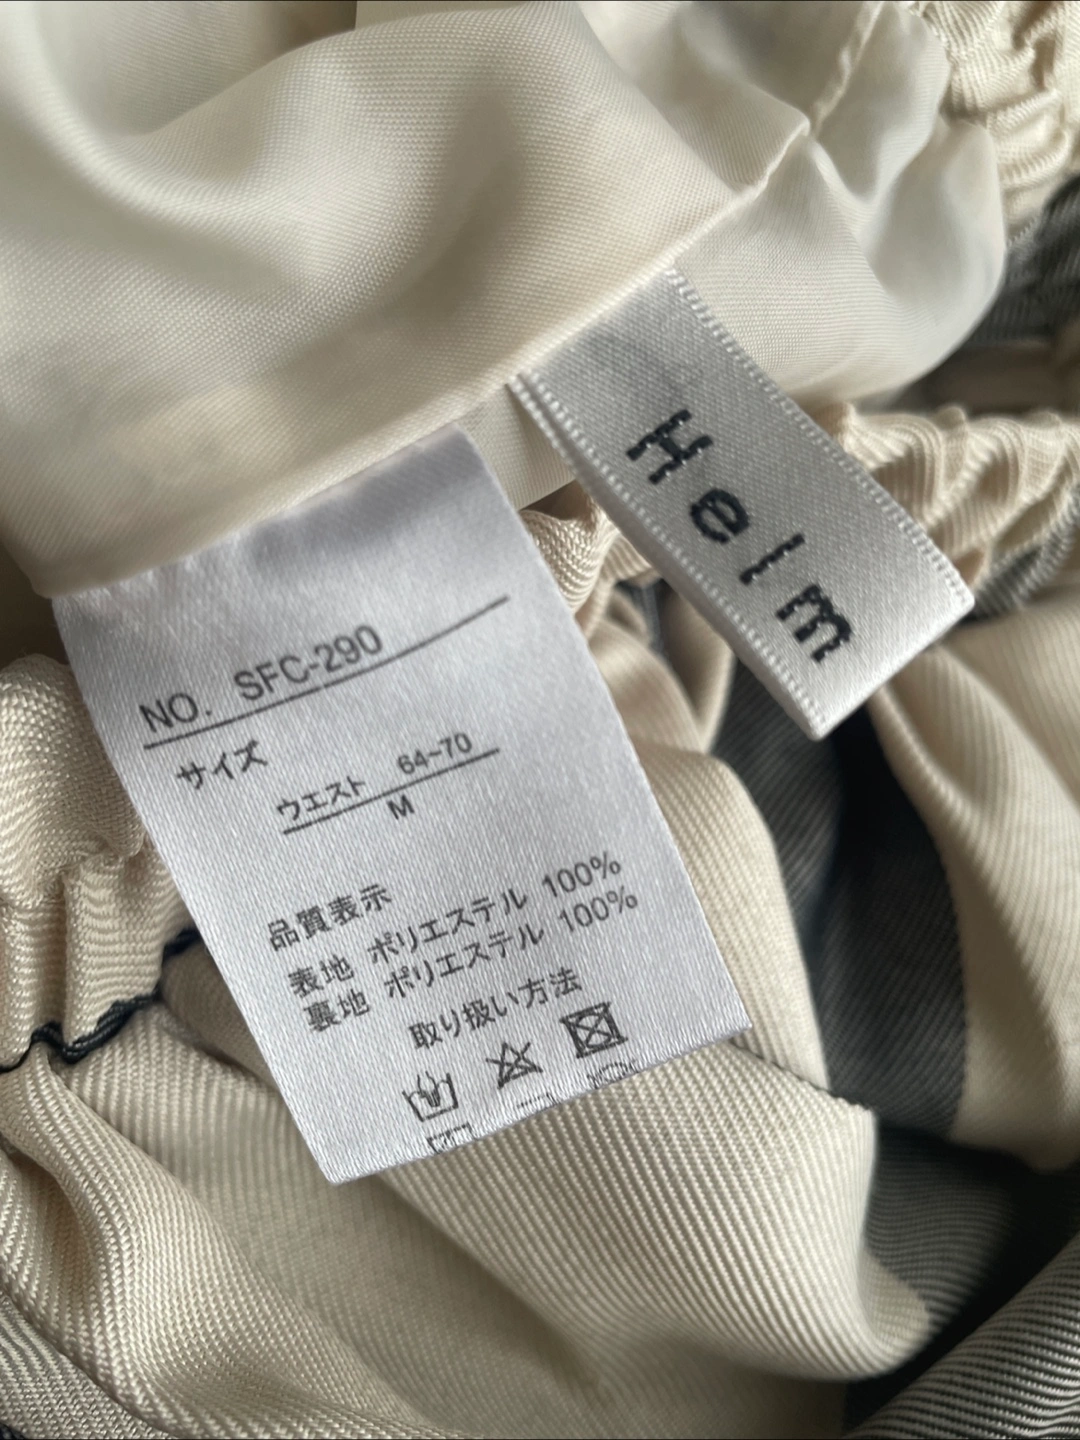 Helm
NO. SFC-290
サイズ
ウエスト 64~70
M
品質表示
表地 ポリエステル 100%
裏地 ポリエステル 100%
取り扱い方法